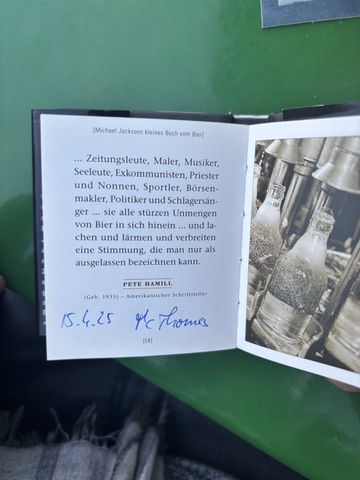 [Michael Jacksons kleines Buch vom Bier]
... Zeitungsleute, Maler, Musiker,
Seeleute, Exkommunisten, Priester
und Nonnen, Sportler, Börsen-
makler, Politiker und Schlagersän-
ger ... sie alle stürzen Unmengen
von Bier in sich hinein ... und la-
chen und lärmen und verbreiten
eine Stimmung, die man nur als
ausgelassen bezeichnen kann.
PETE HAMILL
(Geb. 1935) – Amerikanischer Schriftsteller
15.4.25 Thomas
[58]